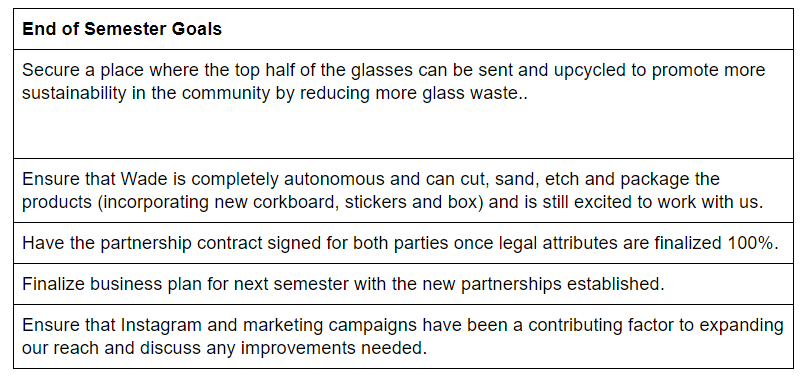 End of Semester Goals
Secure a place where the top half of the glasses can be sent and upcycled to promote more
sustainability in the community by reducing more glass waste..
Ensure that Wade is completely autonomous and can cut, sand, etch and package the
products (incorporating new corkboard, stickers and box) and is still excited to work with us.
Have the partnership contract signed for both parties once legal attributes are finalized 100%.
Finalize business plan for next semester with the new partnerships established.
Ensure that Instagram and marketing campaigns have been a contributing factor to expanding
our reach and discuss any improvements needed.